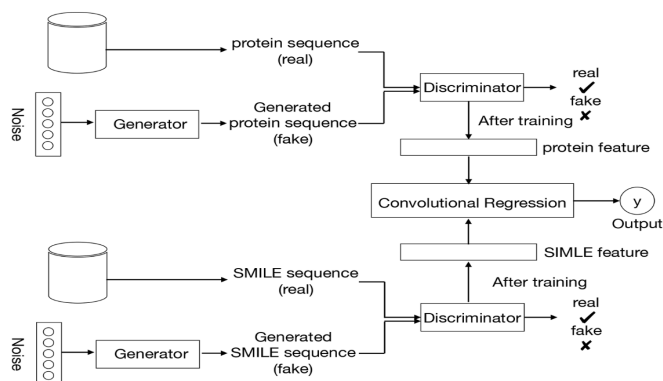 protein sequence
(real)
Noise
Generator
Generated
protein sequence
(fake)
Discriminator
real
✔
fake
✘
After training
protein feature
Convolutional Regression
y
Output
SIMLE feature
After training
SMILE sequence
(real)
Noise
Generator
Generated
SMILE sequence
(fake)
Discriminator
real
✔
fake
✘